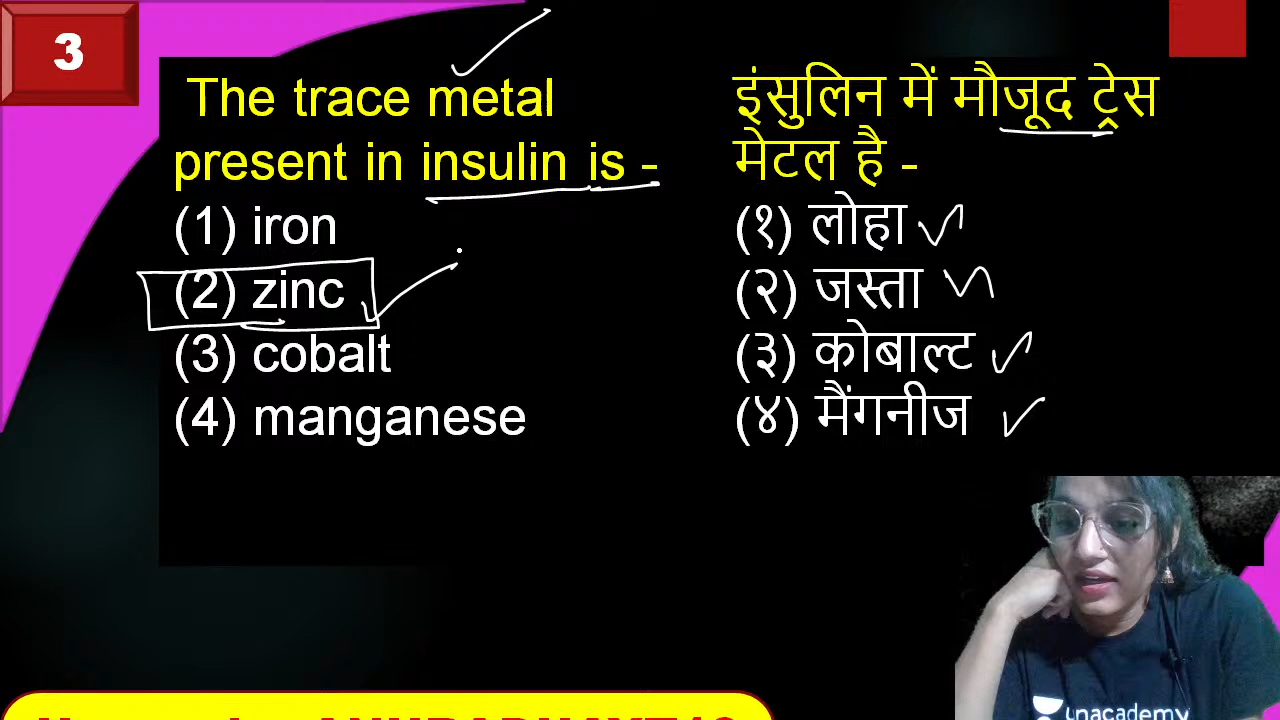 3
The trace metal
present in insulin is -
(1) iron
(2) zinc
(3) cobalt
(4) manganese
इंसुलिन में मौजूद ट्रेस
मेटल है -
(१) लोहा
(२) जस्ता
(३) कोबाल्ट
(४) मैंगनीज
unacademy